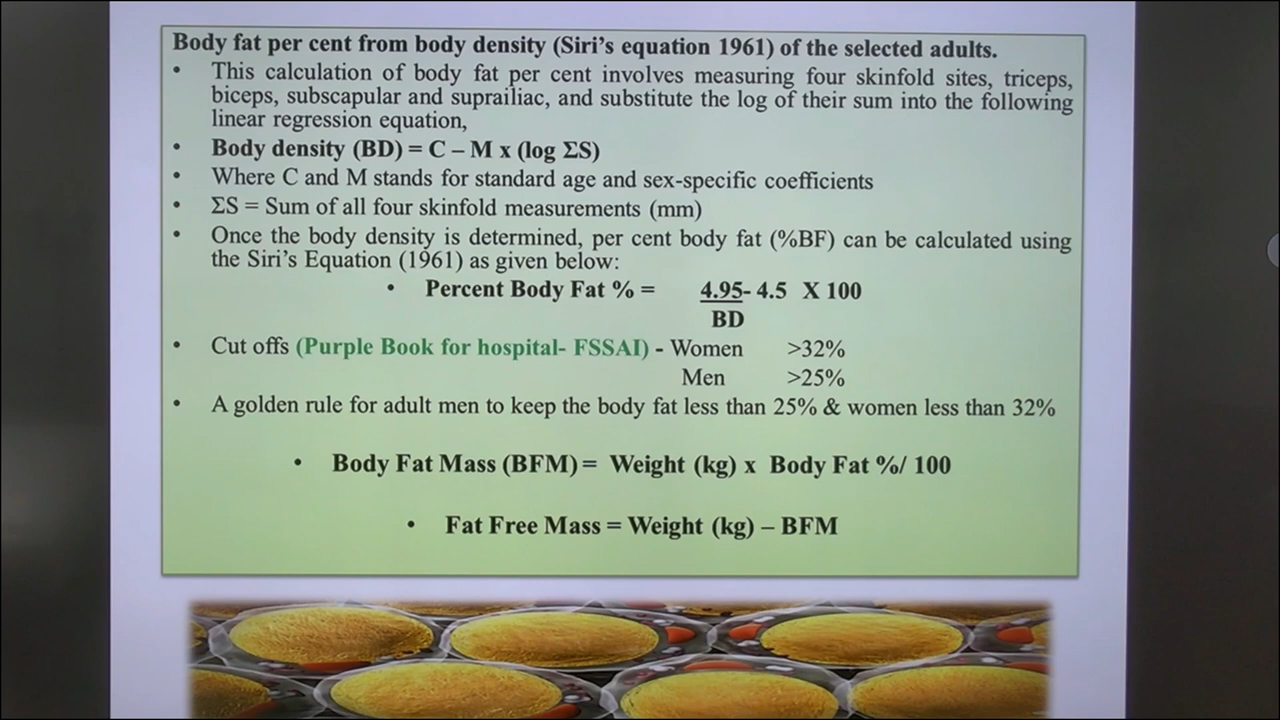 Body fat per cent from body density (Siri's equation 1961) of the selected adults.
• This calculation of body fat per cent involves measuring four skinfold sites, triceps,
biceps, subscapular and suprailiac, and substitute the log of their sum into the following
linear regression equation,
• Body density (BD) = C – M x (log ΣS)
• Where C and M stands for standard age and sex-specific coefficients
• ΣS = Sum of all four skinfold measurements (mm)
• Once the body density is determined, per cent body fat (%BF) can be calculated using
the Siri's Equation (1961) as given below:
• Percent Body Fat % = 4.95- 4.5 X 100
BD
• Cut offs (Purple Book for hospital- FSSAI) - Women >32%
Men >25%
• A golden rule for adult men to keep the body fat less than 25% & women less than 32%
• Body Fat Mass (BFM) = Weight (kg) x Body Fat %/ 100
• Fat Free Mass = Weight (kg) – BFM